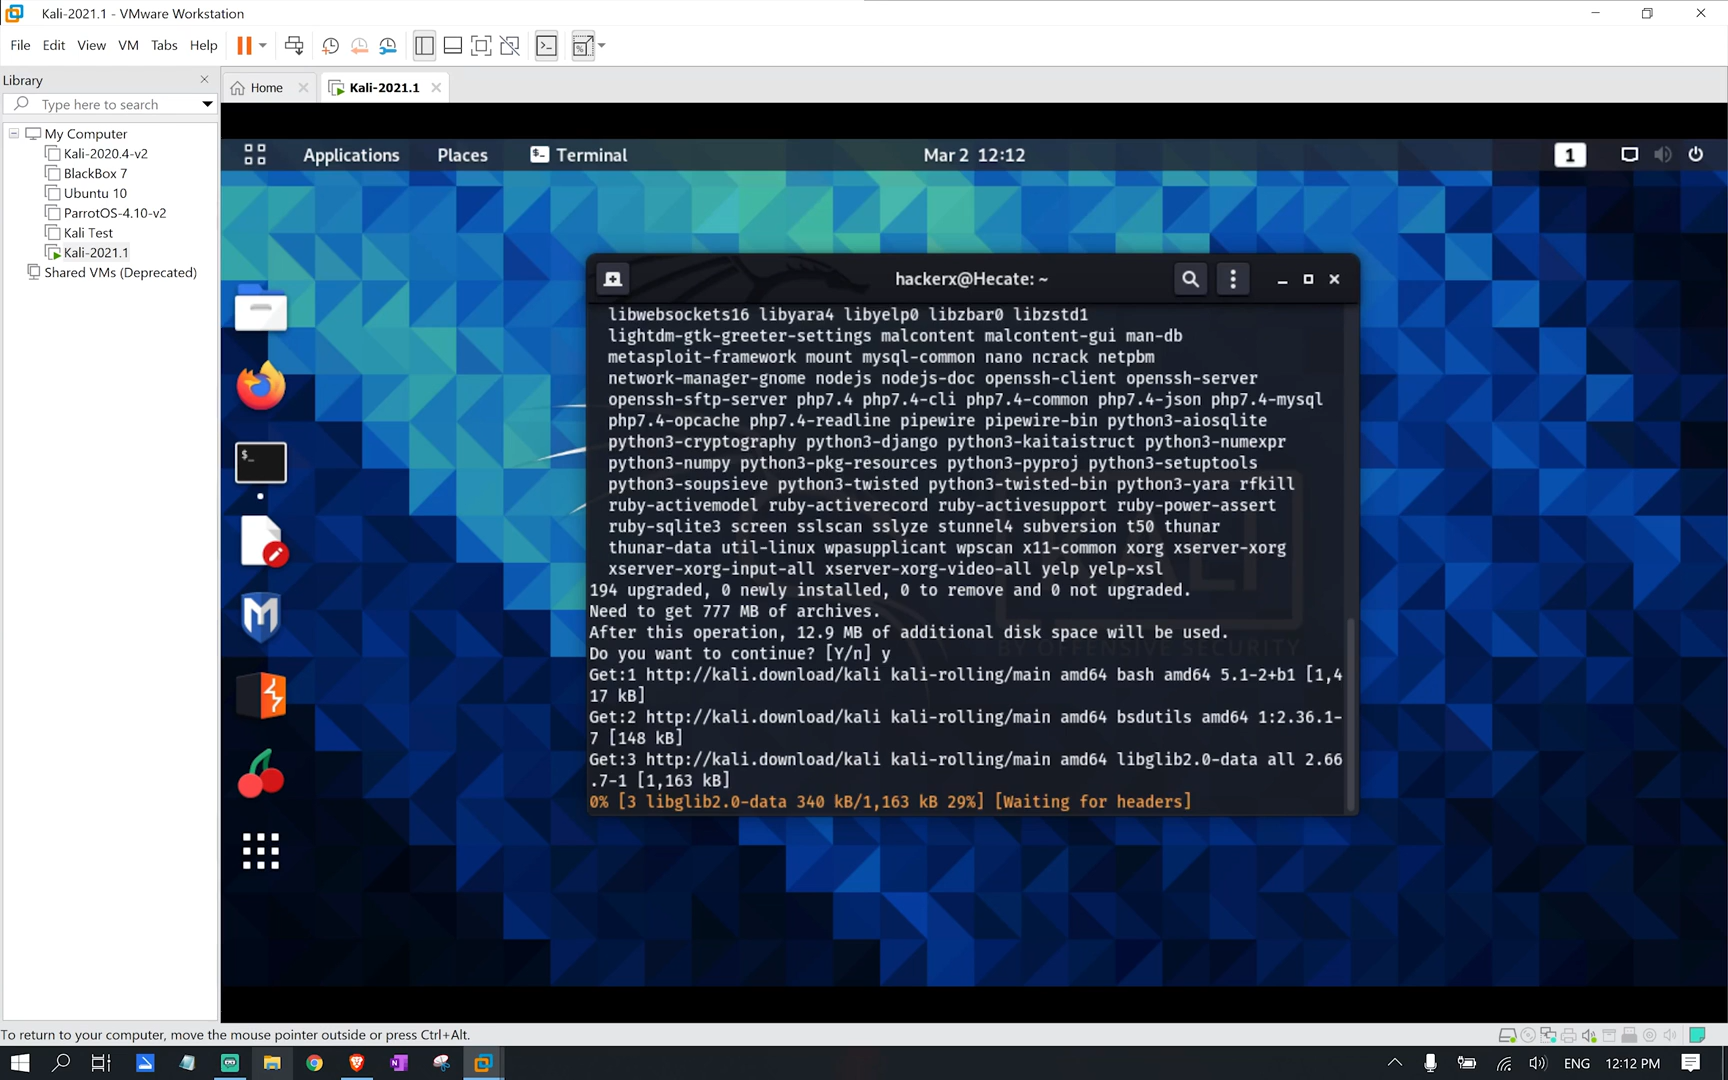 Kali-2021.1 - VMware Workstation
File Edit View VM Tabs Help
Library
Type here to search
My Computer
Kali-2020.4-v2
BlackBox 7
Ubuntu 10
ParrotOS-4.10-v2
Kali Test
Kali-2021.1
Shared VMs (Deprecated)
Home
Kali-2021.1
Applications Places Terminal Mar 2 12:12 1
hackerx@Hecate: ~
libwebsockets16 libyara4 libyelp0 libzbar0 libzstd1
lightdm-gtk-greeter-settings malcontent malcontent-gui man-db
metasploit-framework mount mysql-common nano ncrack netpbm
network-manager-gnome nodejs nodejs-doc openssh-client openssh-server
openssh-sftp-server php7.4 php7.4-cli php7.4-common php7.4-json php7.4-mysql
php7.4-opcache php7.4-readline pipewire pipewire-bin python3-aiosqlite
python3-cryptography python3-django python3-kaitaistruct python3-numexpr
python3-numpy python3-pkg-resources python3-pyproj python3-setuptools
python3-soupsieve python3-twisted python3-twisted-bin python3-yara rfkill
ruby-activemodel ruby-activerecord ruby-activesupport ruby-power-assert
ruby-sqlite3 screen sslscan sslyze stunnel4 subversion t50 thunar
thunar-data util-linux wpasupplicant wpscan x11-common xorg xserver-xorg
xserver-xorg-input-all xserver-xorg-video-all yelp yelp-xsl
194 upgraded, 0 newly installed, 0 to remove and 0 not upgraded.
Need to get 777 MB of archives.
After this operation, 12.9 MB of additional disk space will be used.
Do you want to continue? [Y/n] y
Get:1 http://kali.download/kali kali-rolling/main amd64 bash amd64 5.1-2+b1 [1,4
17 kB]
Get:2 http://kali.download/kali kali-rolling/main amd64 bsdutils amd64 1:2.36.1-
7 [148 kB]
Get:3 http://kali.download/kali kali-rolling/main amd64 libglib2.0-data all 2.66
.7-1 [1,163 kB]
0% [3 libglib2.0-data 340 kB/1,163 kB 29%] [Waiting for headers]
KALI
BY OFFENSIVE SECURITY
To return to your computer, move the mouse pointer outside or press Ctrl+Alt.
ENG 12:12 PM